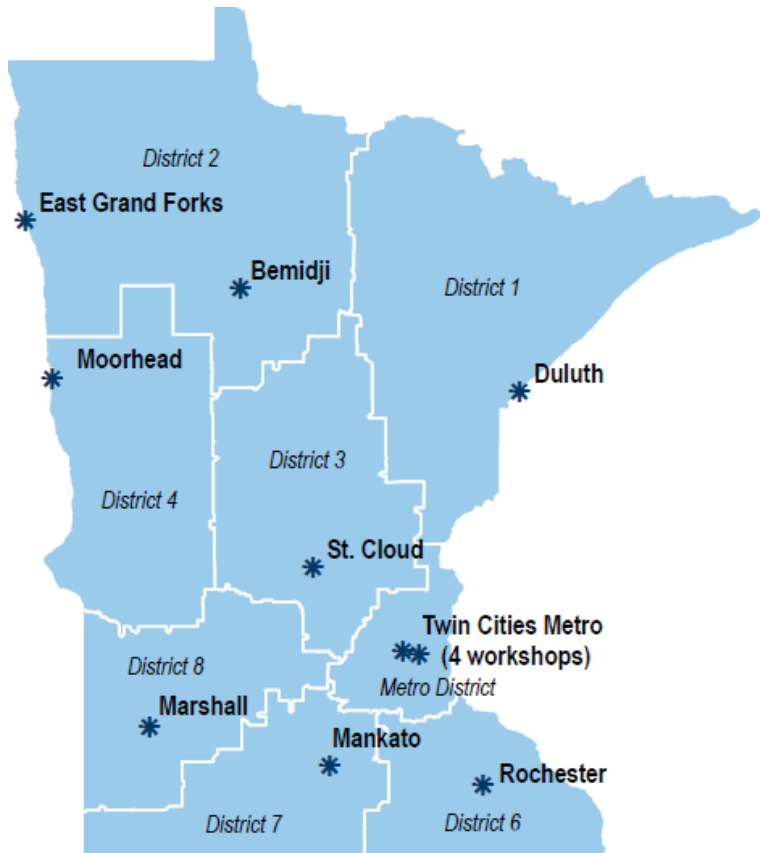 District 2
East Grand Forks
Bemidji
District 1
Moorhead
Duluth
District 3
District 4
St. Cloud
Twin Cities Metro
(4 workshops)
District 8
Metro District
Marshall
Mankato
Rochester
District 7
District 6